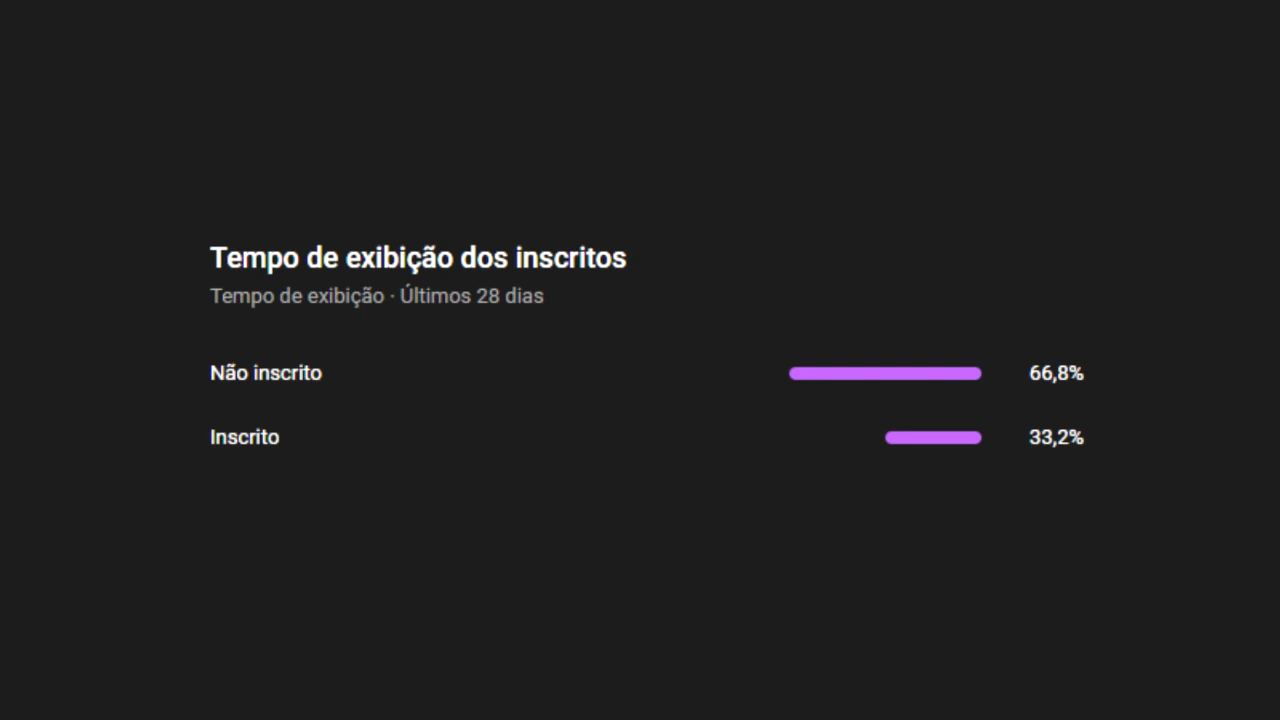 Tempo de exibição dos inscritos
Tempo de exibição · Últimos 28 dias
Não inscrito 66,8%
Inscrito 33,2%